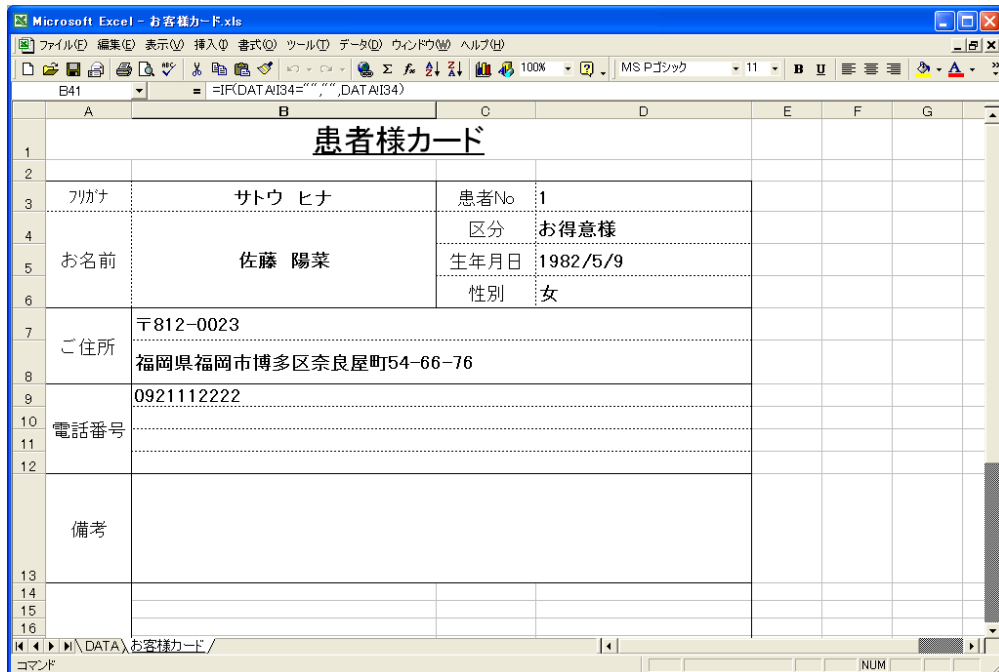 Microsoft Excel - お客様カード.xls
ファイル(F) 編集(E) 表示(V) 挿入(I) 書式(O) ツール(T) データ(D) ウィンドウ(W) ヘルプ(H)
100% MS Pゴシック 11 B U
B41 = =IF(DATA!I34="","",DATA!I34)
A B C D E F G
1 患者様カード
2
3 フリガナ サトウ ヒナ 患者No 1
4 区分 お得意様
5 お名前 佐藤 陽菜 生年月日 1982/5/9
6 性別 女
7 〒812-0023
ご住所
8 福岡県福岡市博多区奈良屋町54-66-76
9 0921112222
10 電話番号
11
12
13 備考
14
15
16
DATA お客様カード
コマンド NUM